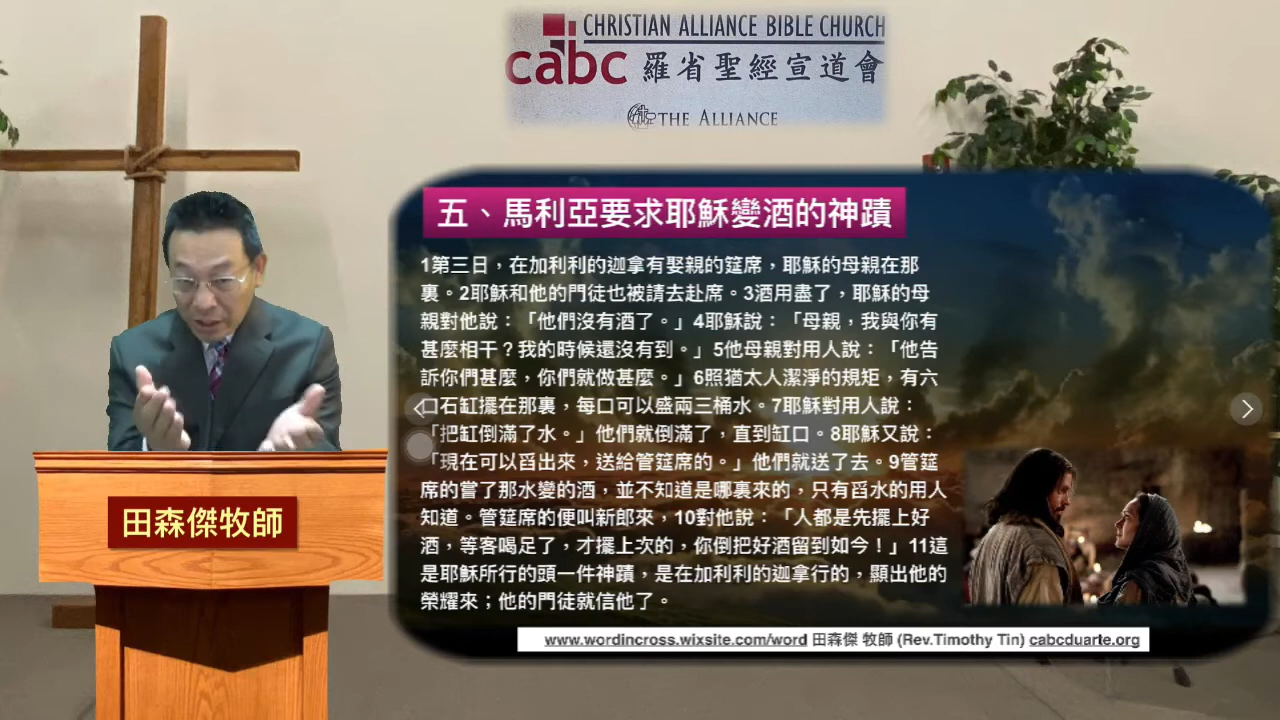 CHRISTIAN ALLIANCE BIBLE CHURCH
cabc 羅省聖經宣道會
THE ALLIANCE
五、馬利亞要求耶穌變酒的神蹟
1第三日，在加利利的迦拿有娶親的筵席，耶穌的母親在那
裏。2耶穌和他的門徒也被請去赴席。3酒用盡了，耶穌的母
親對他說：「他們沒有酒了。」4耶穌說：「母親，我與你有
甚麼相干？我的時候還沒有到。」5他母親對用人說：「他告
訴你們甚麼，你們就做甚麼。」6照猶太人潔淨的規矩，有六
口石缸擺在那裏，每口可以盛兩三桶水。7耶穌對用人說：
「把缸倒滿了水。」他們就倒滿了，直到缸口。8耶穌又說：
「現在可以舀出來，送給管筵席的。」他們就送了去。9管筵
席的嘗了那水變的酒，並不知道是哪裏來的，只有舀水的用人
知道。管筵席的便叫新郎來，10對他說：「人都是先擺上好
酒，等客喝足了，才擺上次的，你倒把好酒留到如今！」11這
是耶穌所行的頭一件神蹟，是在加利利的迦拿行的，顯出他的
榮耀來；他的門徒就信他了。
田森傑牧師
www.wordincross.wixsite.com/word 田森傑 牧師 (Rev.Timothy Tin) cabcduarte.org